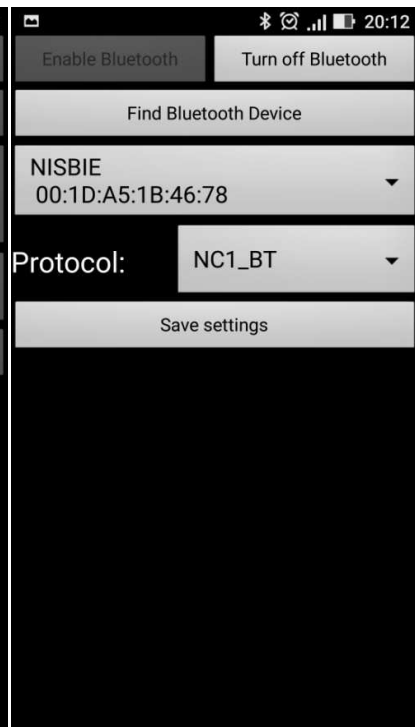 20:12
Enable Bluetooth
Turn off Bluetooth
Find Bluetooth Device
NISBIE
00:1D:A5:1B:46:78
Protocol:
NC1_BT
Save settings